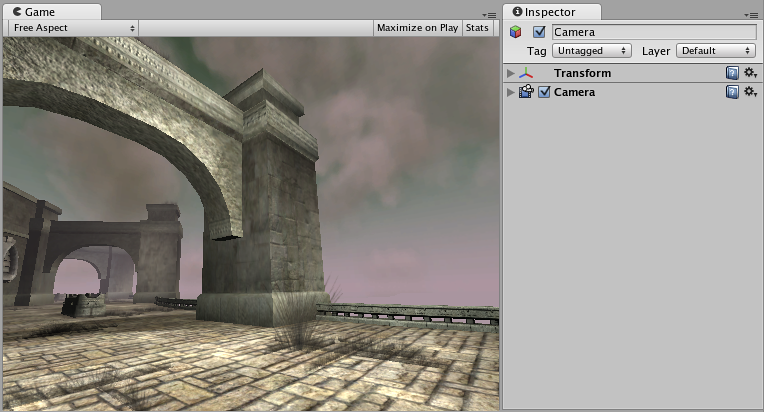 Game
Free Aspect
Maximize on Play
Stats
Inspector
Camera
Tag Untagged Layer Default
Transform
Camera